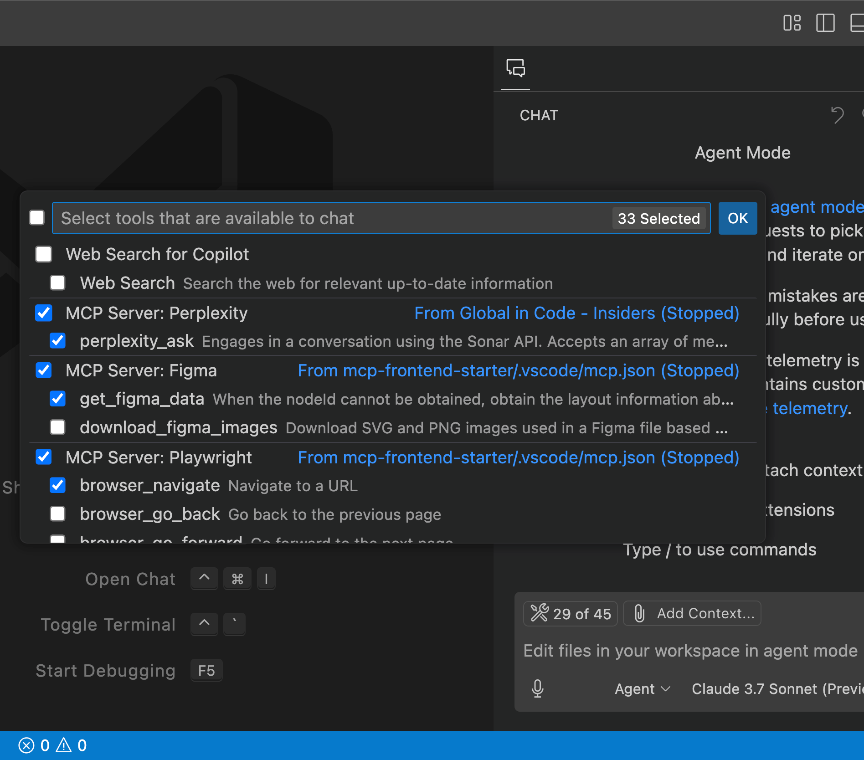 CHAT
Agent Mode
agent mode
uests to pick
nd iterate or
mistakes are
ully before us
telemetry is
ntains custom
telemetry.
tach context
tensions
Type / to use commands
Select tools that are available to chat
33 Selected
OK
Web Search for Copilot
Web Search Search the web for relevant up-to-date information
MCP Server: Perplexity From Global in Code - Insiders (Stopped)
perplexity_ask Engages in a conversation using the Sonar API. Accepts an array of me...
MCP Server: Figma From mcp-frontend-starter/.vscode/mcp.json (Stopped)
get_figma_data When the nodeId cannot be obtained, obtain the layout information ab...
download_figma_images Download SVG and PNG images used in a Figma file based ...
MCP Server: Playwright From mcp-frontend-starter/.vscode/mcp.json (Stopped)
browser_navigate Navigate to a URL
browser_go_back Go back to the previous page
browser_go_forward Go forward to the next page
Sh
Open Chat ^ ⌘ I
Toggle Terminal ^ `
Start Debugging F5
29 of 45
Add Context...
Edit files in your workspace in agent mode
Agent
Claude 3.7 Sonnet (Previe
0 0